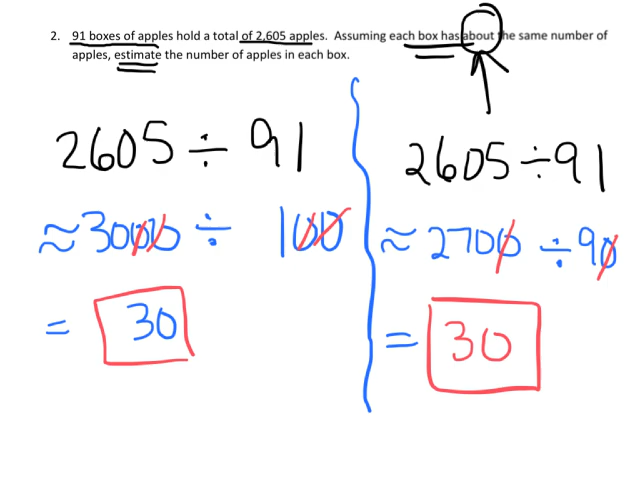 2. 91 boxes of apples hold a total of 2,605 apples. Assuming each box has about the same number of
apples, estimate the number of apples in each box.
2605 ÷ 91
≈ 3000 ÷ 100
= 30
2605 ÷ 91
≈ 2700 ÷ 90
= 30